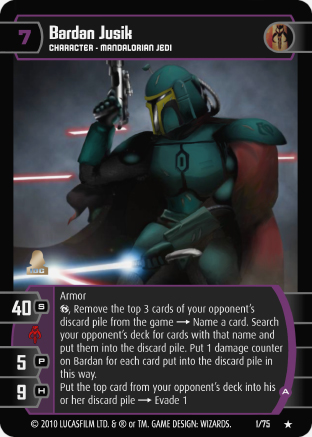 7
Bardan Jusik
CHARACTER - MANDALORIAN JEDI
40 S
5 P
9 H
Armor
, Remove the top 3 cards of your opponent's
discard pile from the game → Name a card. Search
your opponent's deck for cards with that name and
put them into the discard pile. Put 1 damage counter
on Bardan for each card put into the discard pile in
this way.
Put the top card from your opponent's deck into his
or her discard pile → Evade 1
A
© 2010 LUCASFILM LTD. & ® or TM. GAME DESIGN: WIZARDS.
1/75 ★